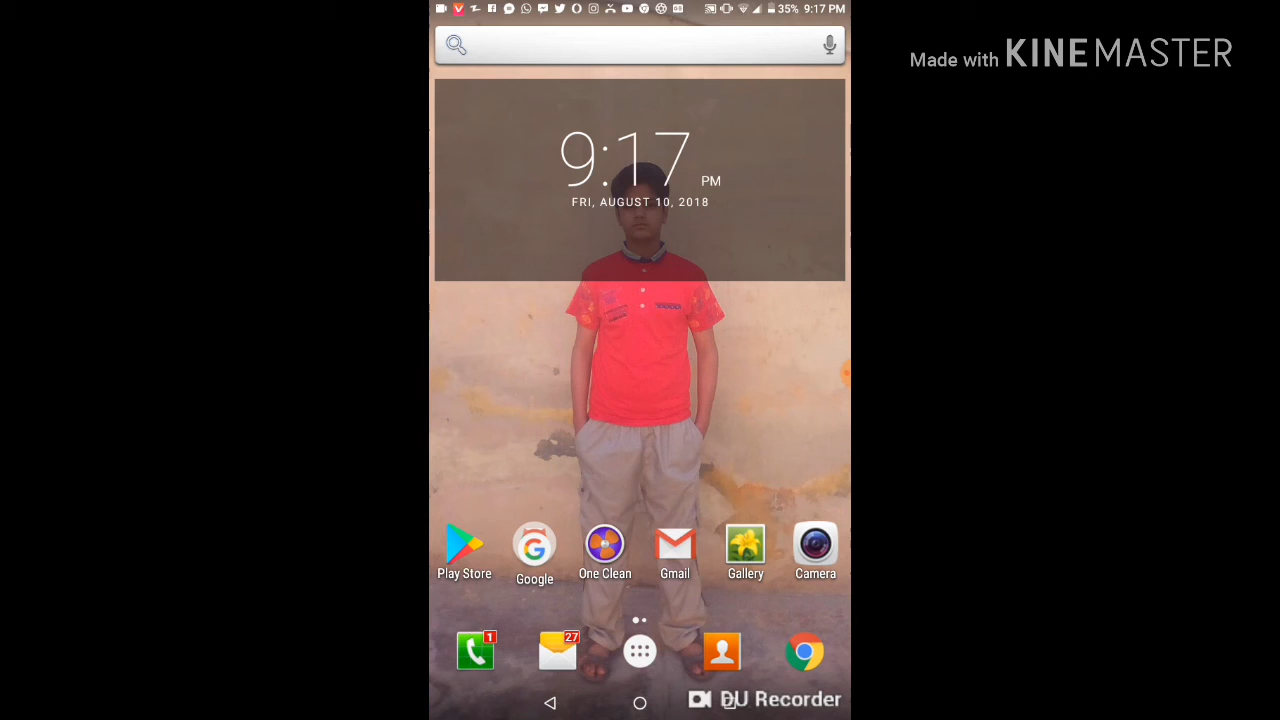 35% 9:17 PM
Made with KINEMASTER
9:17 PM
FRI, AUGUST 10, 2018
Play Store
Google
One Clean
Gmail
Gallery
Camera
1
27
DU Recorder